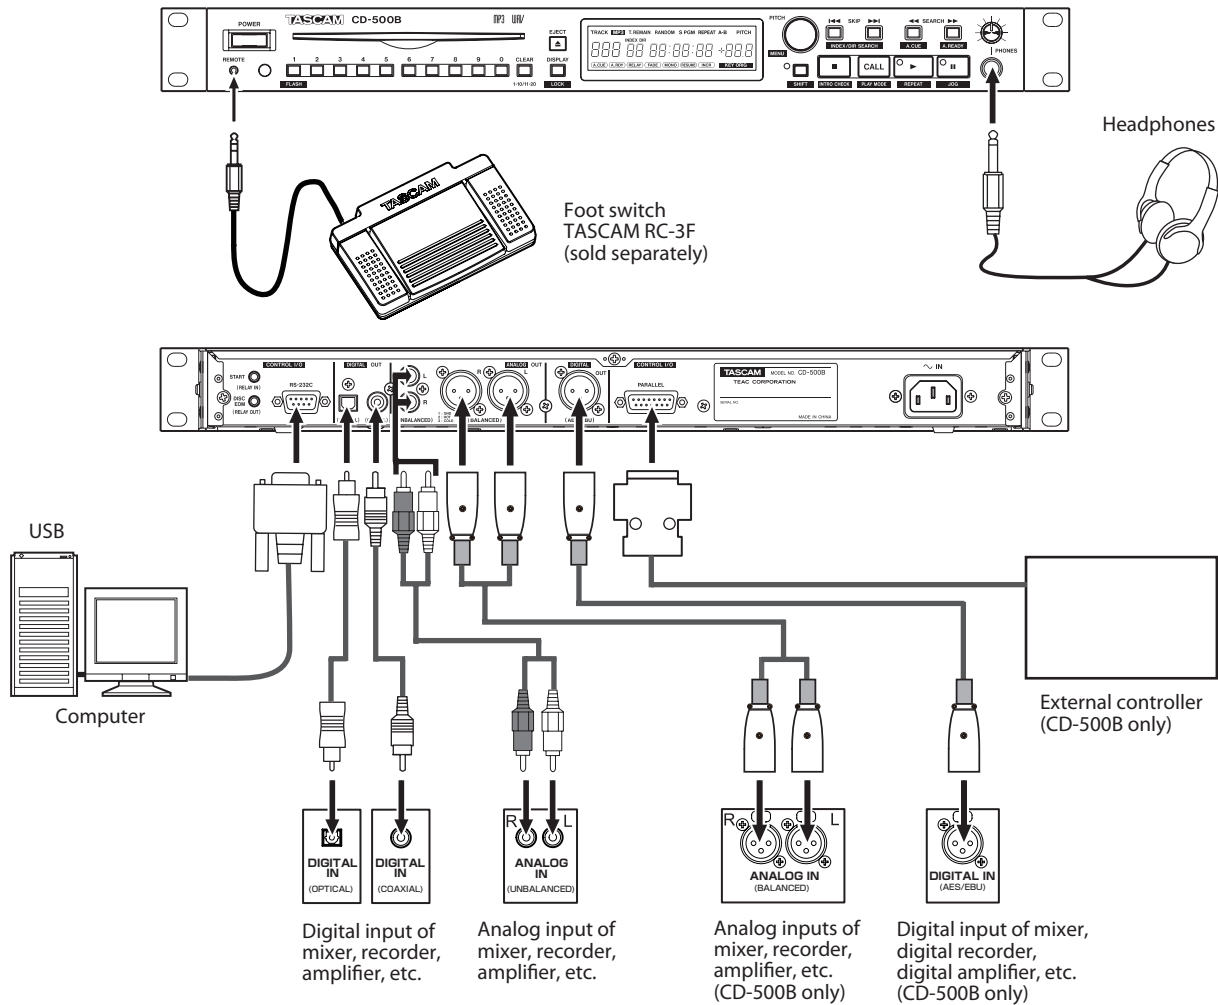 POWER
TASCAM CD-500B
MP3 WAV
REMOTE
1 2 3 4 5 6 7 8 9 0 CLEAR
FLASH
1-10/11-20
EJECT
DISPLAY
LOCK
TRACK MP3 T.REMAIN RANDOM S PGM REPEAT A-B PITCH
INDEX DIR
A.CUE A.RDY RELAY FADE MONO RESUME INCR KEY ORIG
PITCH
MENU
SHIFT
SKIP
SEARCH
INDEX/DIR SEARCH
A.CUE
A.READY
CALL
INTRO CHECK
PLAY MODE
REPEAT
JOG
PHONES
Headphones
Foot switch
TASCAM RC-3F
(sold separately)
TASCAM
CONTROL I/O
START
(RELAY IN)
DISC
EOM
(RELAY OUT)
RS-232C
DIGITAL OUT
L
R
ANALOG OUT
R
L
(BALANCED)
DIGITAL
OUT
(AES/EBU)
CONTROL I/O
PARALLEL
TASCAM MODEL NO. CD-500B
TEAC CORPORATION
SERIAL NO.
MADE IN CHINA
~ IN
USB
Computer
External controller
(CD-500B only)
DIGITAL
IN
(OPTICAL)
DIGITAL
IN
(COAXIAL)
R L
ANALOG
IN
(UNBALANCED)
R L
ANALOG IN
(BALANCED)
DIGITAL IN
(AES/EBU)
Digital input of
mixer, recorder,
amplifier, etc.
Analog input of
mixer, recorder,
amplifier, etc.
Analog inputs of
mixer, recorder,
amplifier, etc.
(CD-500B only)
Digital input of mixer,
digital recorder,
digital amplifier, etc.
(CD-500B only)